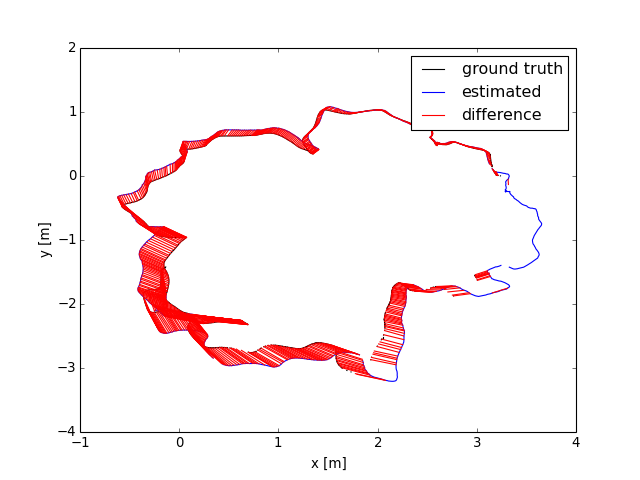 ground truth
estimated
difference
2
1
0
−1
−2
−3
−4
y [m]
−1
0
1
2
3
4
x [m]